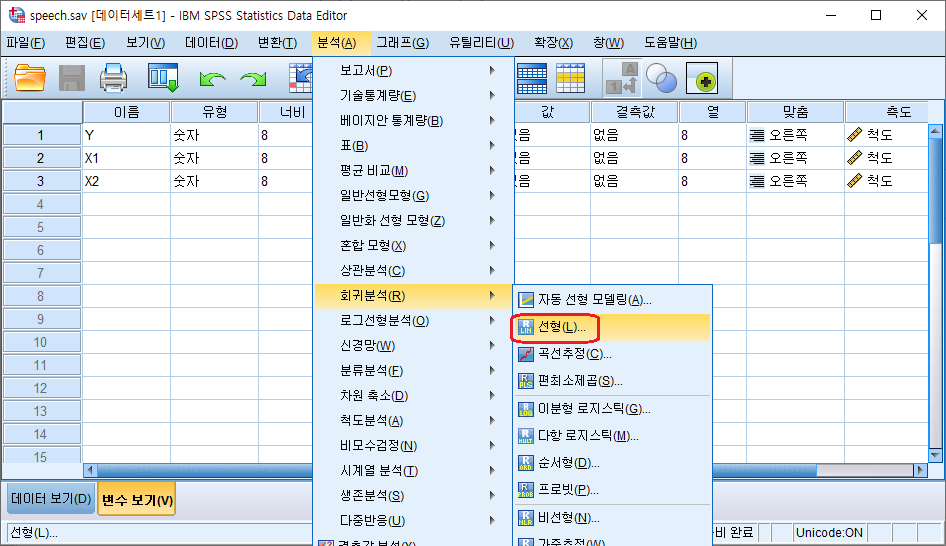 speech.sav [데이터세트1] - IBM SPSS Statistics Data Editor
파일(F) 편집(E) 보기(V) 데이터(D) 변환(T) 분석(A) 그래프(G) 유틸리티(U) 확장(X) 창(W) 도움말(H)
보고서(P)
기술통계량(E)
베이지안 통계량(B)
표(B)
평균 비교(M)
일반선형모형(G)
일반화 선형 모형(Z)
혼합 모형(X)
상관분석(C)
회귀분석(R)
로그선형분석(O)
신경망(W)
분류분석(F)
차원 축소(D)
척도분석(A)
비모수검정(N)
시계열 분석(T)
생존분석(S)
다중반응(U)
결측값 분석(Y)
자동 선형 모델링(A)...
선형(L)...
곡선추정(C)...
편최소제곱(S)...
이분형 로지스틱(G)...
다항 로지스틱(M)...
순서형(D)...
프로빗(P)...
비선형(N)...
가중추정(W)
이름 유형 너비 값 결측값 열 맞춤 측도
1 Y 숫자 8 없음 8 오른쪽 척도
2 X1 숫자 8 없음 8 오른쪽 척도
3 X2 숫자 8 없음 8 오른쪽 척도
4
5
6
7
8
9
10
11
12
13
14
15
데이터 보기(D) 변수 보기(V)
선형(L)... 완료 Unicode:ON